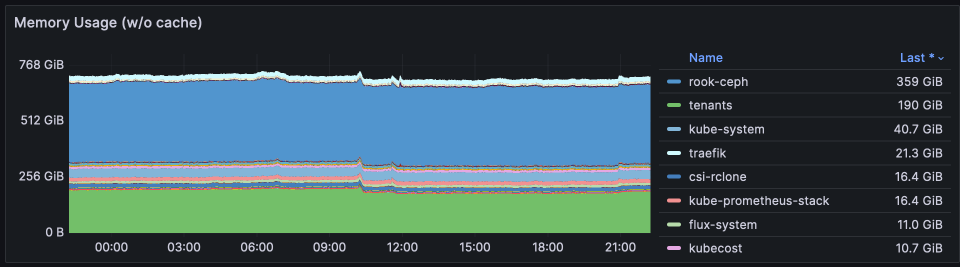 Memory Usage (w/o cache)
768 GiB
512 GiB
256 GiB
0 B
00:00 03:00 06:00 09:00 12:00 15:00 18:00 21:00
Name Last *
rook-ceph 359 GiB
tenants 190 GiB
kube-system 40.7 GiB
traefik 21.3 GiB
csi-rclone 16.4 GiB
kube-prometheus-stack 16.4 GiB
flux-system 11.0 GiB
kubecost 10.7 GiB